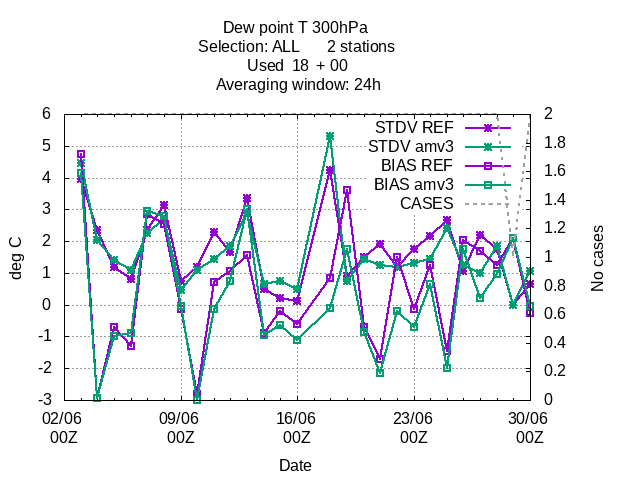 Dew point T 300hPa
Selection: ALL 2 stations
Used 18 + 00
Averaging window: 24h
6 2
STDV REF
5 1.8
STDV amv3
BIAS REF
4 1.6
BIAS amv3
CASES
3 1.4
2 1.2
deg C
1 1
No cases
0 0.8
0.6
-1 0.4
-2 0.2
-3 0
02/06 09/06 16/06 23/06 30/06
00Z 00Z 00Z 00Z 00Z
Date